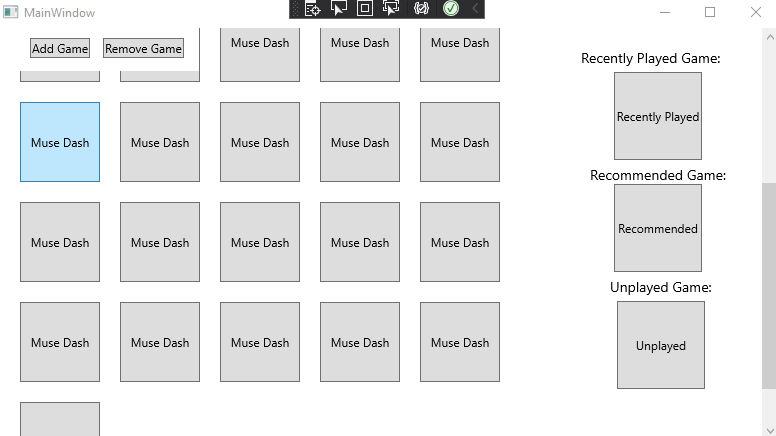 MainWindow
Add Game Remove Game
Muse Dash Muse Dash Muse Dash
Recently Played Game:
Recently Played
Muse Dash Muse Dash Muse Dash Muse Dash Muse Dash
Recommended Game:
Recommended
Muse Dash Muse Dash Muse Dash Muse Dash Muse Dash
Unplayed Game:
Unplayed
Muse Dash Muse Dash Muse Dash Muse Dash Muse Dash